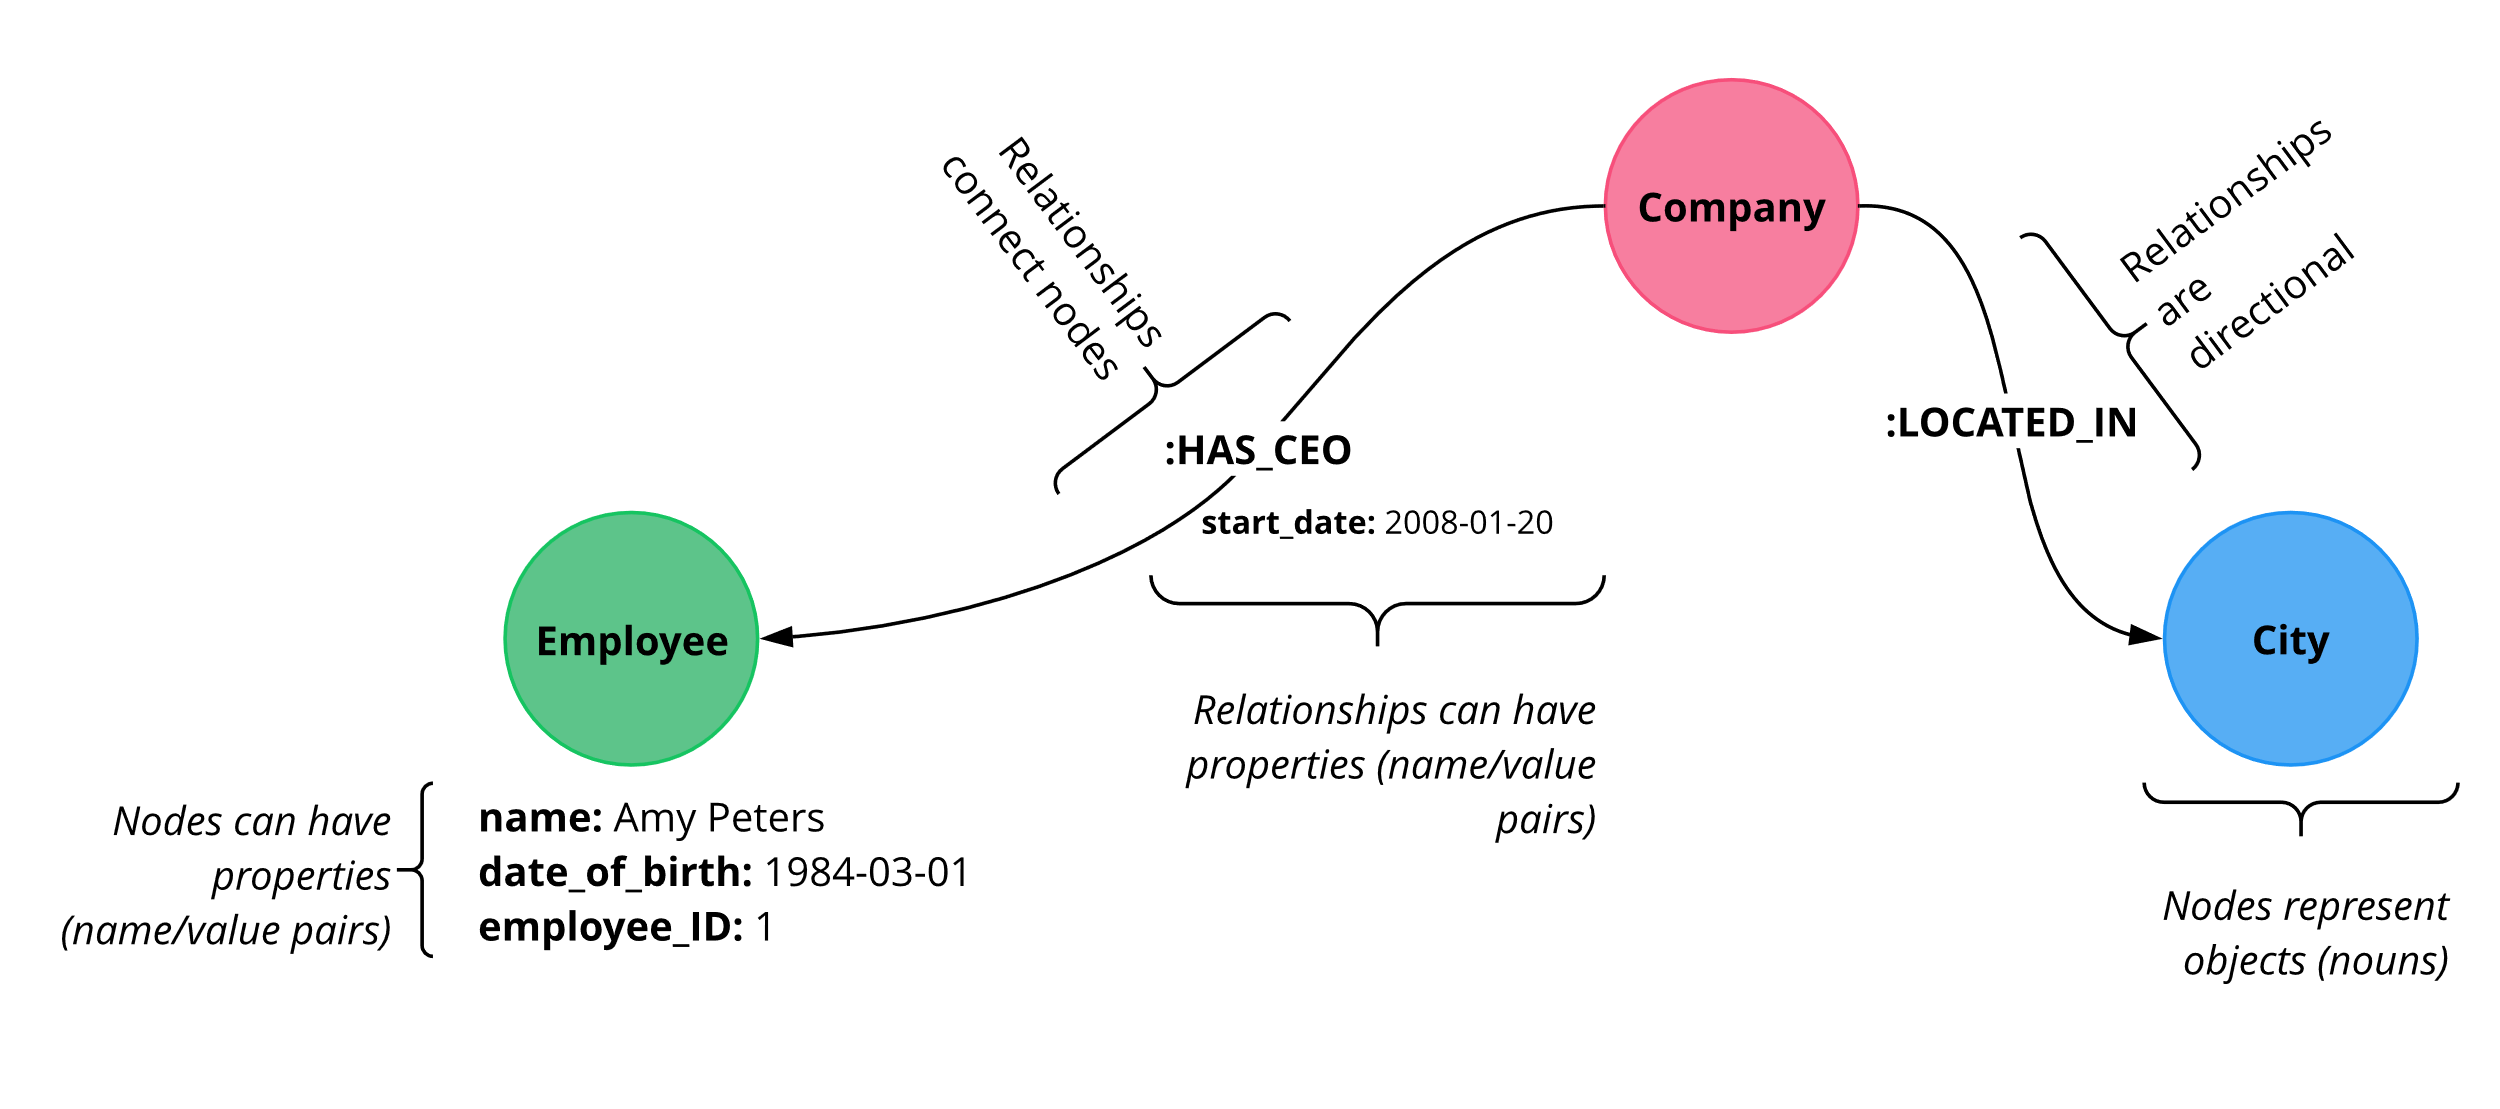 Company
Relationships
connect nodes
Relationships
are
directional
:HAS_CEO
start_date: 2008-01-20
:LOCATED_IN
Employee
City
Relationships can have
properties (name/value
pairs)
Nodes can have
properties
(name/value pairs)
name: Amy Peters
date_of_birth: 1984-03-01
employee_ID: 1
Nodes represent
objects (nouns)